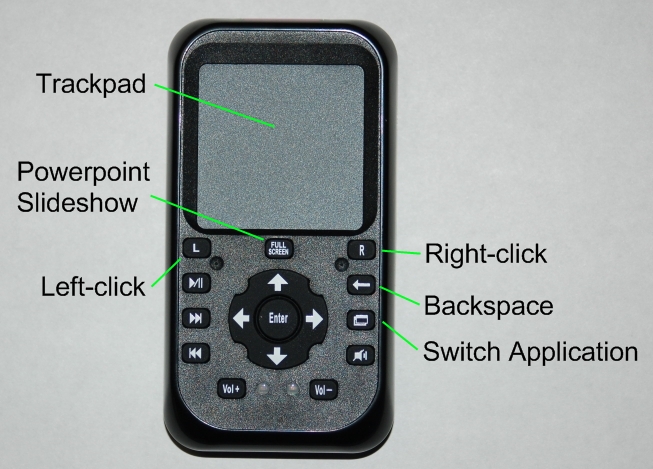 Trackpad
Powerpoint
Slideshow
L
FULL
SCREEN
R
Right-click
Left-click
Backspace
Enter
Switch Application
Vol+
Vol-